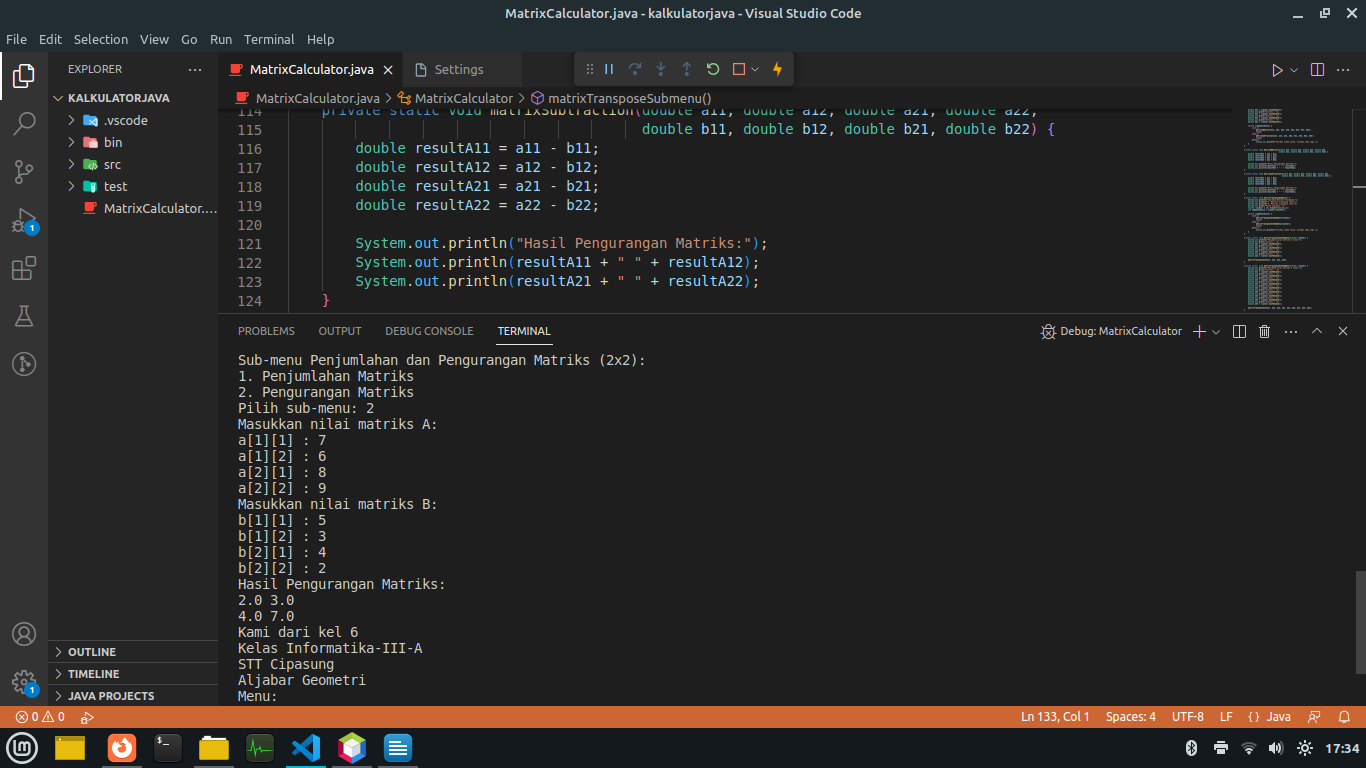 MatrixCalculator.java - kalkulatorjava - Visual Studio Code
File Edit Selection View Go Run Terminal Help
EXPLORER
KALKULATORJAVA
.vscode
bin
src
test
MatrixCalculator....
OUTLINE
TIMELINE
JAVA PROJECTS
1
1
MatrixCalculator.java
Settings
MatrixCalculator.java > MatrixCalculator > matrixTransposeSubmenu()
114 private static void matrixSubtraction(double a11, double a12, double a21, double a22,
115 double b11, double b12, double b21, double b22) {
116 double resultA11 = a11 - b11;
117 double resultA12 = a12 - b12;
118 double resultA21 = a21 - b21;
119 double resultA22 = a22 - b22;
120
121 System.out.println("Hasil Pengurangan Matriks:");
122 System.out.println(resultA11 + " " + resultA12);
123 System.out.println(resultA21 + " " + resultA22);
124 }
PROBLEMS OUTPUT DEBUG CONSOLE TERMINAL
Debug: MatrixCalculator
Sub-menu Penjumlahan dan Pengurangan Matriks (2x2):
1. Penjumlahan Matriks
2. Pengurangan Matriks
Pilih sub-menu: 2
Masukkan nilai matriks A:
a[1][1] : 7
a[1][2] : 6
a[2][1] : 8
a[2][2] : 9
Masukkan nilai matriks B:
b[1][1] : 5
b[1][2] : 3
b[2][1] : 4
b[2][2] : 2
Hasil Pengurangan Matriks:
2.0 3.0
4.0 7.0
Kami dari kel 6
Kelas Informatika-III-A
STT Cipasung
Aljabar Geometri
Menu:
0 0
Ln 133, Col 1 Spaces: 4 UTF-8 LF {} Java
17:34